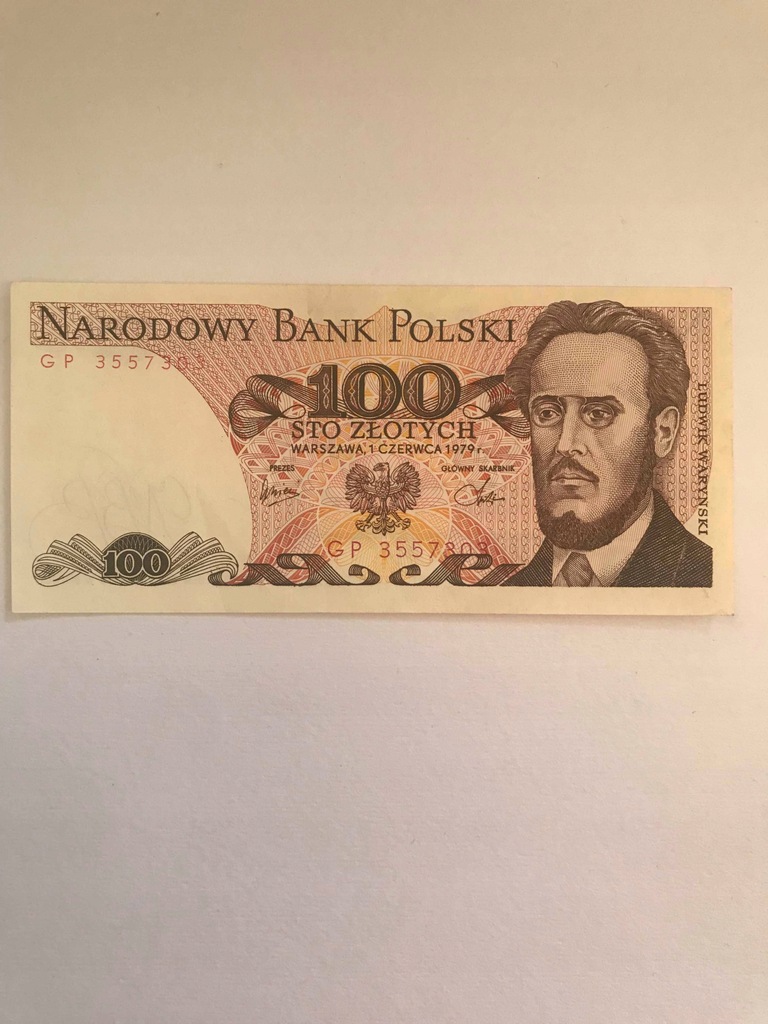 NARODOWY BANK POLSKI
GP 3557303
100
STO ZŁOTYCH
WARSZAWA, 1 CZERWCA 1979 r.
PREZES
GŁÓWNY SKARBNIK
GP 3557303
100
LUDWIK WARYŃSKI